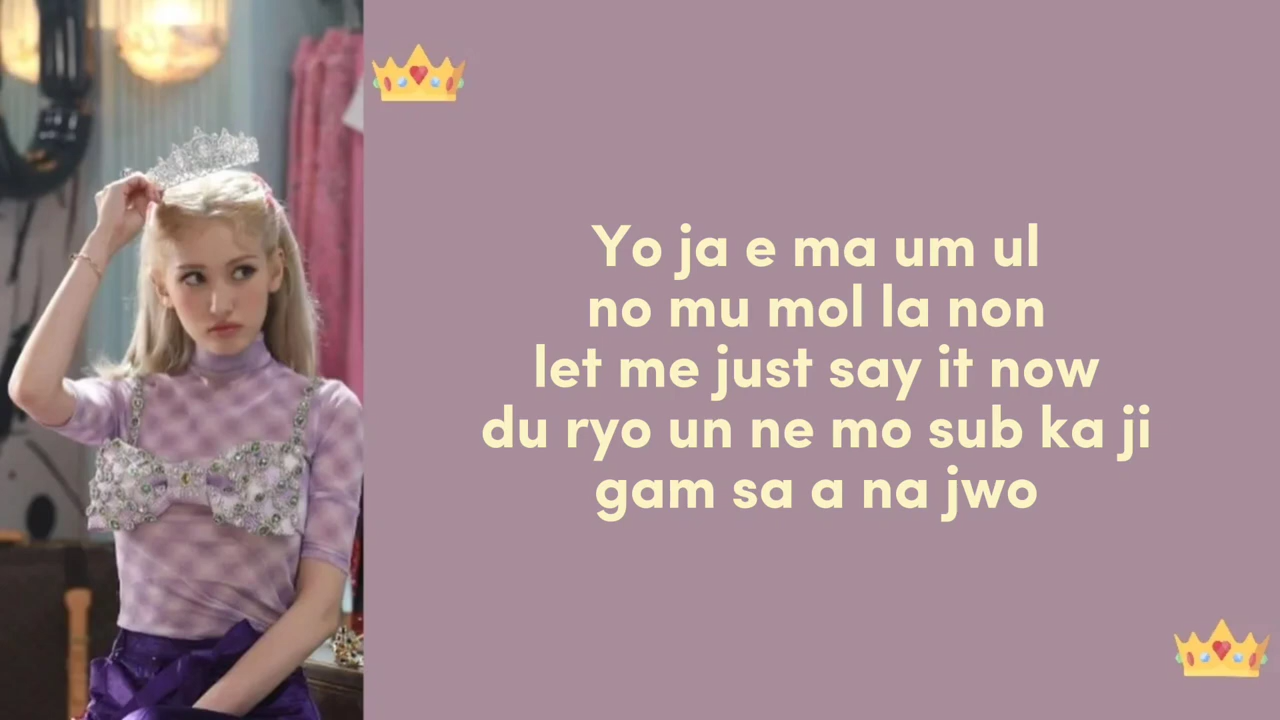 Yo ja e ma um ul
no mu mol la non
let me just say it now
du ryo un ne mo sub ka ji
gam sa a na jwo